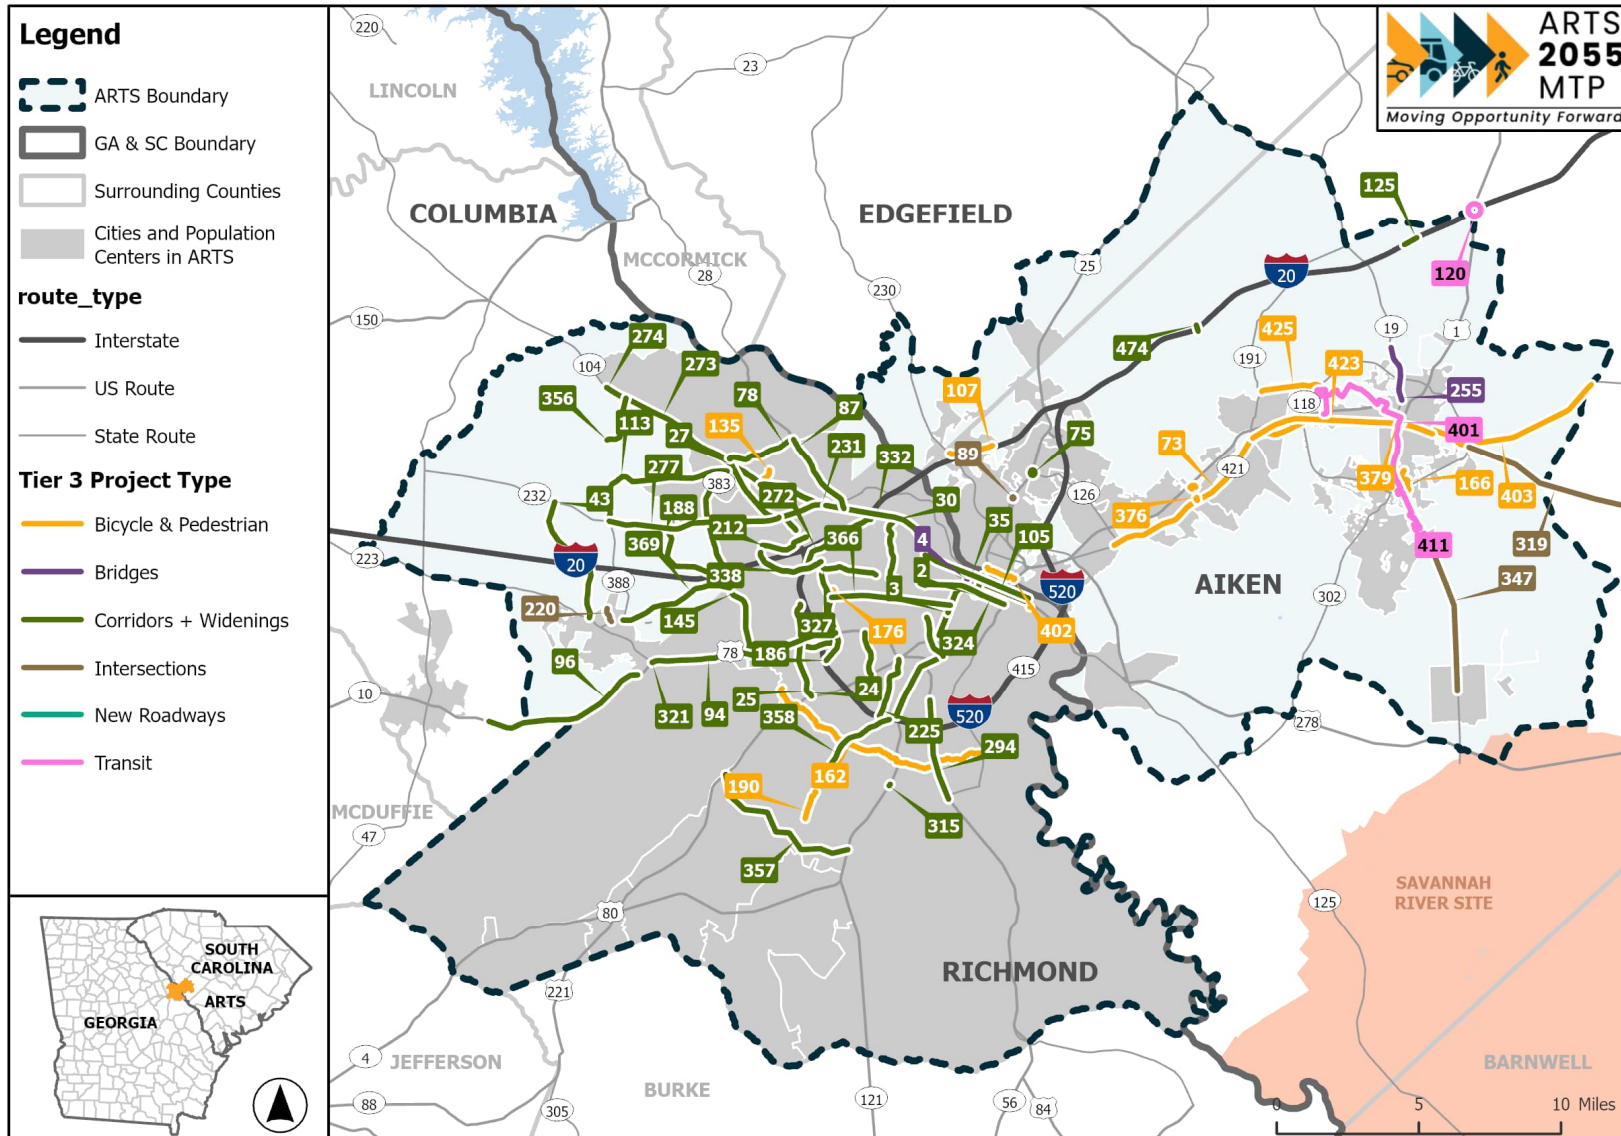 Legend
ARTS Boundary
GA & SC Boundary
Surrounding Counties
Cities and Population
Centers in ARTS
route_type
Interstate
US Route
State Route
Tier 3 Project Type
Bicycle & Pedestrian
Bridges
Corridors + Widenings
Intersections
New Roadways
Transit
SOUTH
CAROLINA
ARTS
GEORGIA
ARTS
2055
MTP
Moving Opportunity Forward
220
23
LINCOLN
COLUMBIA
EDGEFIELD
125
MCCORMICK
28
25
20
120
230
150
274
104
273
474
425
19
1
191
423
255
356
113
78
87
107
118
401
27
135
231
332
89
75
73
421
277
383
272
30
126
376
379
166
403
232
43
188
212
366
4
35
105
319
411
223
20
369
338
2
388
3
520
AIKEN
347
220
145
327
176
324
402
302
78
186
415
96
25
24
10
321
94
358
225
520
278
294
190
162
MCDUFFIE
315
47
357
SAVANNAH
RIVER SITE
125
80
RICHMOND
221
4
JEFFERSON
BURKE
BARNWELL
88
305
121
56
84
0
5
10 Miles